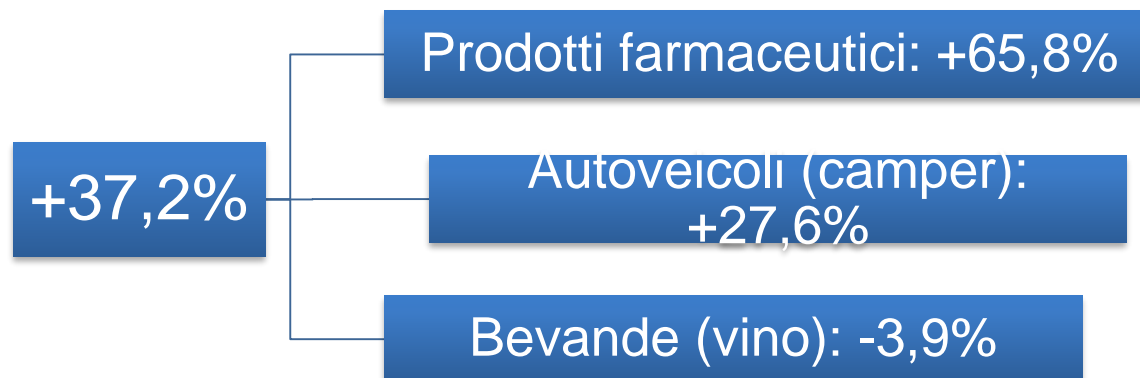 Prodotti farmaceutici: +65,8%
+37,2%
Autoveicoli (camper):
+27,6%
Bevande (vino): -3,9%